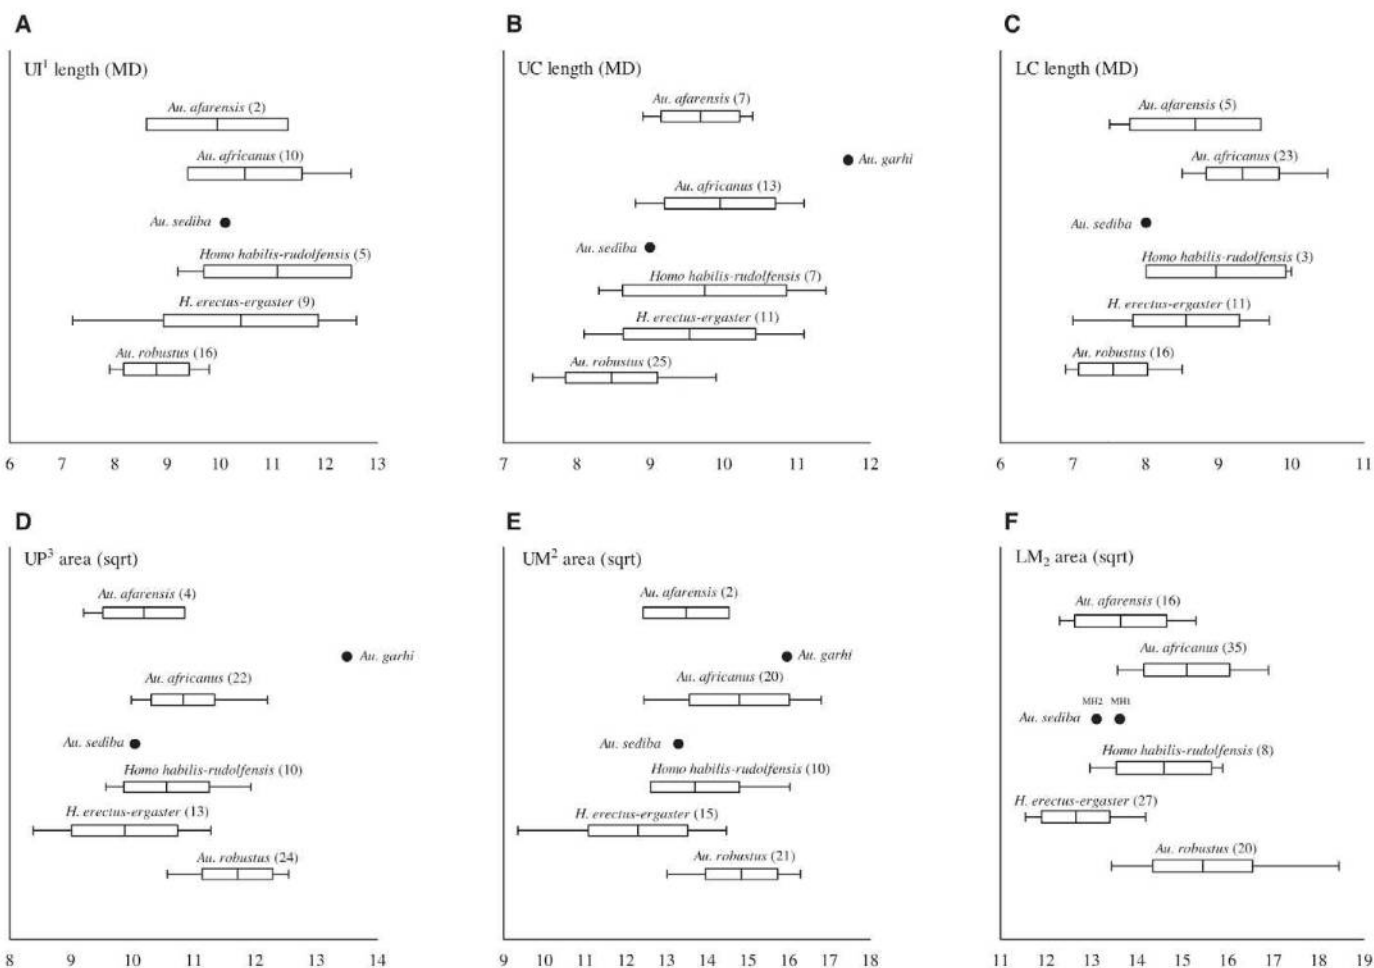 A
UI¹ length (MD)
Au. afarensis (2)
Au. africanus (10)
Au. sediba
Homo habilis-rudolfensis (5)
H. erectus-ergaster (9)
Au. robustus (16)
6 7 8 9 10 11 12 13
B
UC length (MD)
Au. afarensis (7)
Au. garhi
Au. africanus (13)
Au. sediba
Homo habilis-rudolfensis (7)
H. erectus-ergaster (11)
Au. robustus (25)
7 8 9 10 11 12
C
LC length (MD)
Au. afarensis (5)
Au. africanus (23)
Au. sediba
Homo habilis-rudolfensis (3)
H. erectus-ergaster (11)
Au. robustus (16)
6 7 8 9 10 11
D
UP³ area (sqrt)
Au. afarensis (4)
Au. garhi
Au. africanus (22)
Au. sediba
Homo habilis-rudolfensis (10)
H. erectus-ergaster (13)
Au. robustus (24)
8 9 10 11 12 13 14
E
UM² area (sqrt)
Au. afarensis (2)
Au. garhi
Au. africanus (20)
Au. sediba
Homo habilis-rudolfensis (10)
H. erectus-ergaster (15)
Au. robustus (21)
9 10 11 12 13 14 15 16 17 18
F
LM₂ area (sqrt)
Au. afarensis (16)
Au. africanus (35)
MH2 MH1
Au. sediba
Homo habilis-rudolfensis (8)
H. erectus-ergaster (27)
Au. robustus (20)
11 12 13 14 15 16 17 18 19